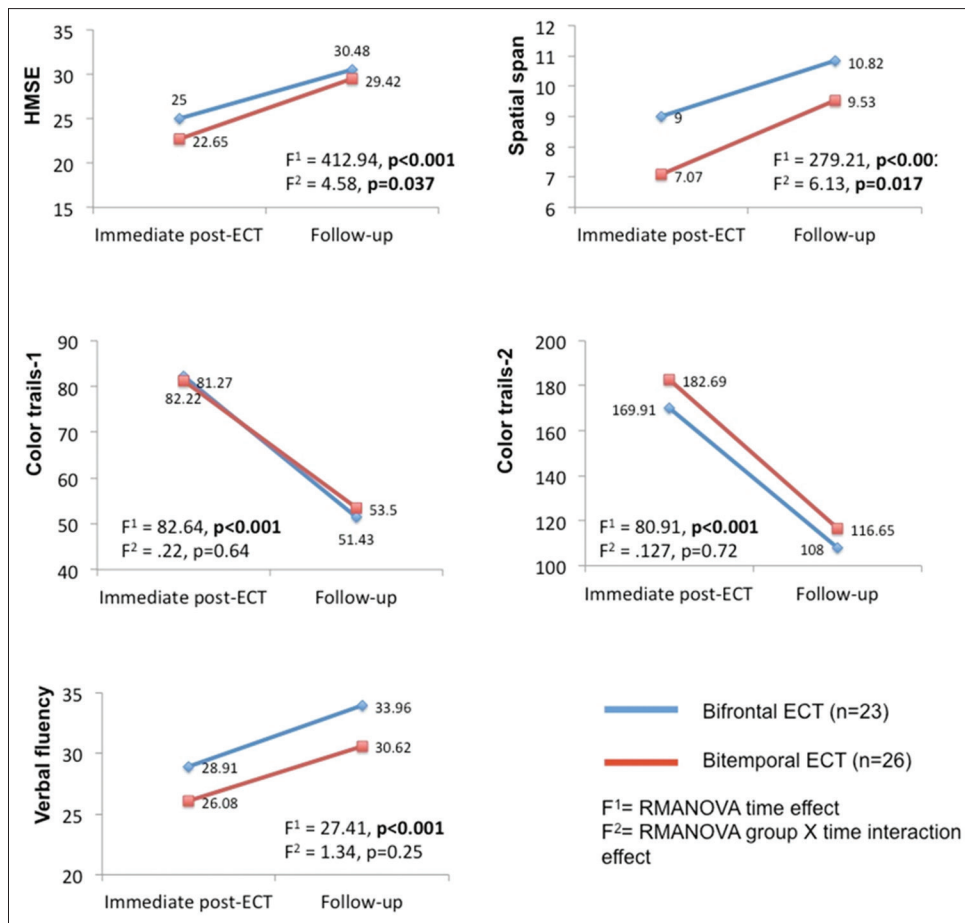 HMSE
35
30
25
20
15
25
30.48
22.65
29.42
F¹ = 412.94, p<0.001
F² = 4.58, p=0.037
Immediate post-ECT Follow-up
Spatial span
12
11
10
9
8
7
6
9
10.82
7.07
9.53
F¹ = 279.21, p<0.00
F² = 6.13, p=0.017
Immediate post-ECT Follow-up
Color trails-1
90
80
70
60
50
40
81.27
82.22
53.5
51.43
F¹ = 82.64, p<0.001
F² = .22, p=0.64
Immediate post-ECT Follow-up
Color trails-2
200
180
160
140
120
100
182.69
169.91
116.65
108
F¹ = 80.91, p<0.001
F² = .127, p=0.72
Immediate post-ECT Follow-up
Verbal fluency
35
30
25
20
28.91
33.96
26.08
30.62
F¹ = 27.41, p<0.001
F² = 1.34, p=0.25
Immediate post-ECT Follow-up
Bifrontal ECT (n=23)
Bitemporal ECT (n=26)
F¹= RMANOVA time effect
F²= RMANOVA group X time interaction
effect